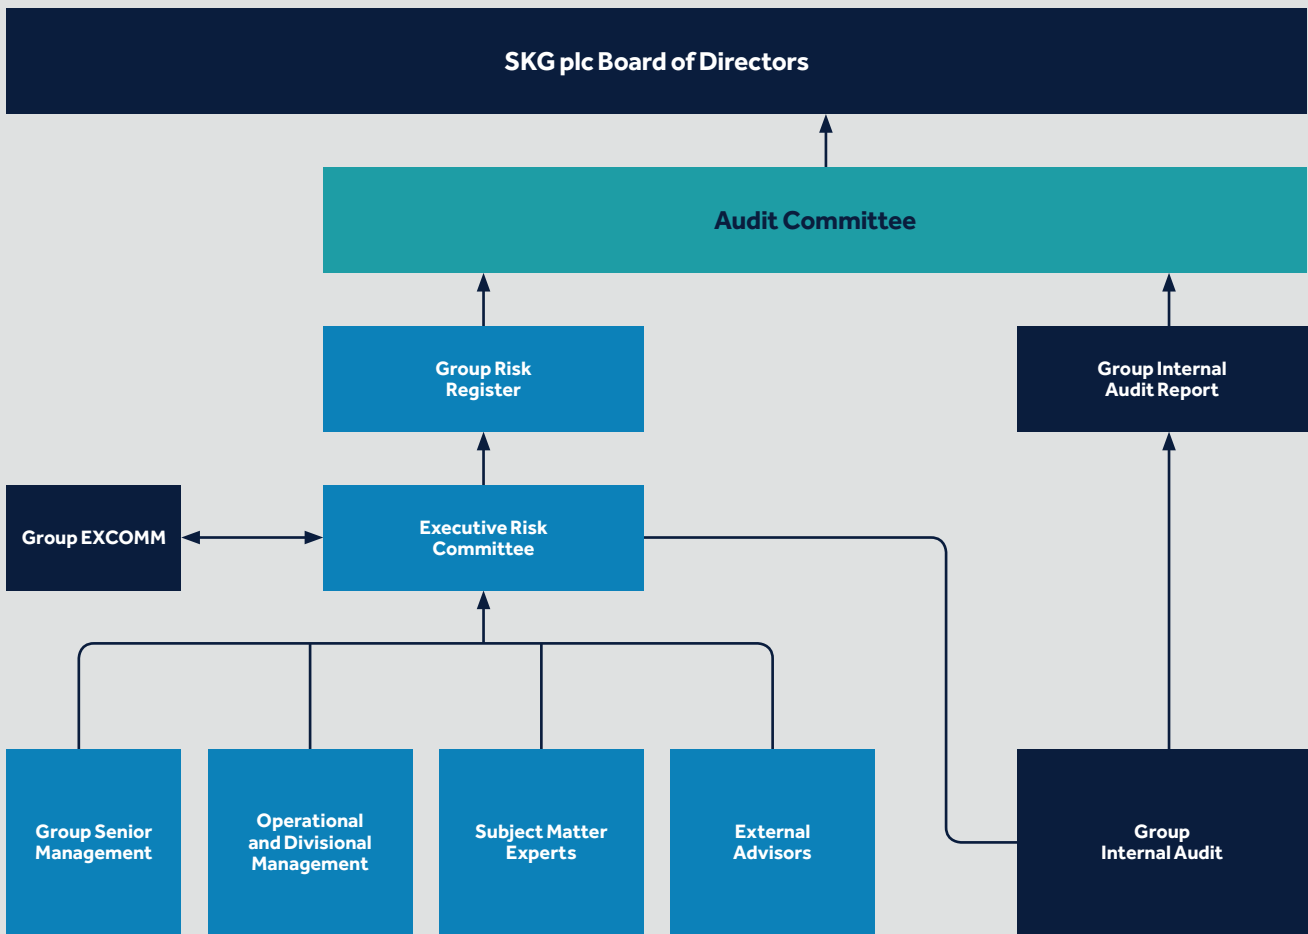 SKG plc Board of Directors
Audit Committee
Group Risk
Register
Group Internal
Audit Report
Group EXCOMM
Executive Risk
Committee
Group Senior
Management
Operational
and Divisional
Management
Subject Matter
Experts
External
Advisors
Group
Internal Audit